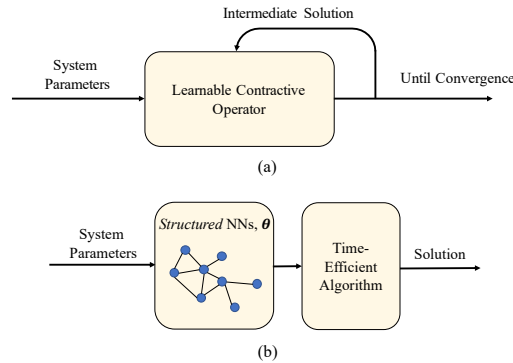 Intermediate Solution
System
Parameters
Learnable Contractive
Operator
Until Convergence
(a)
System
Parameters
Structured NNs, θ
Time-
Efficient
Algorithm
Solution
(b)